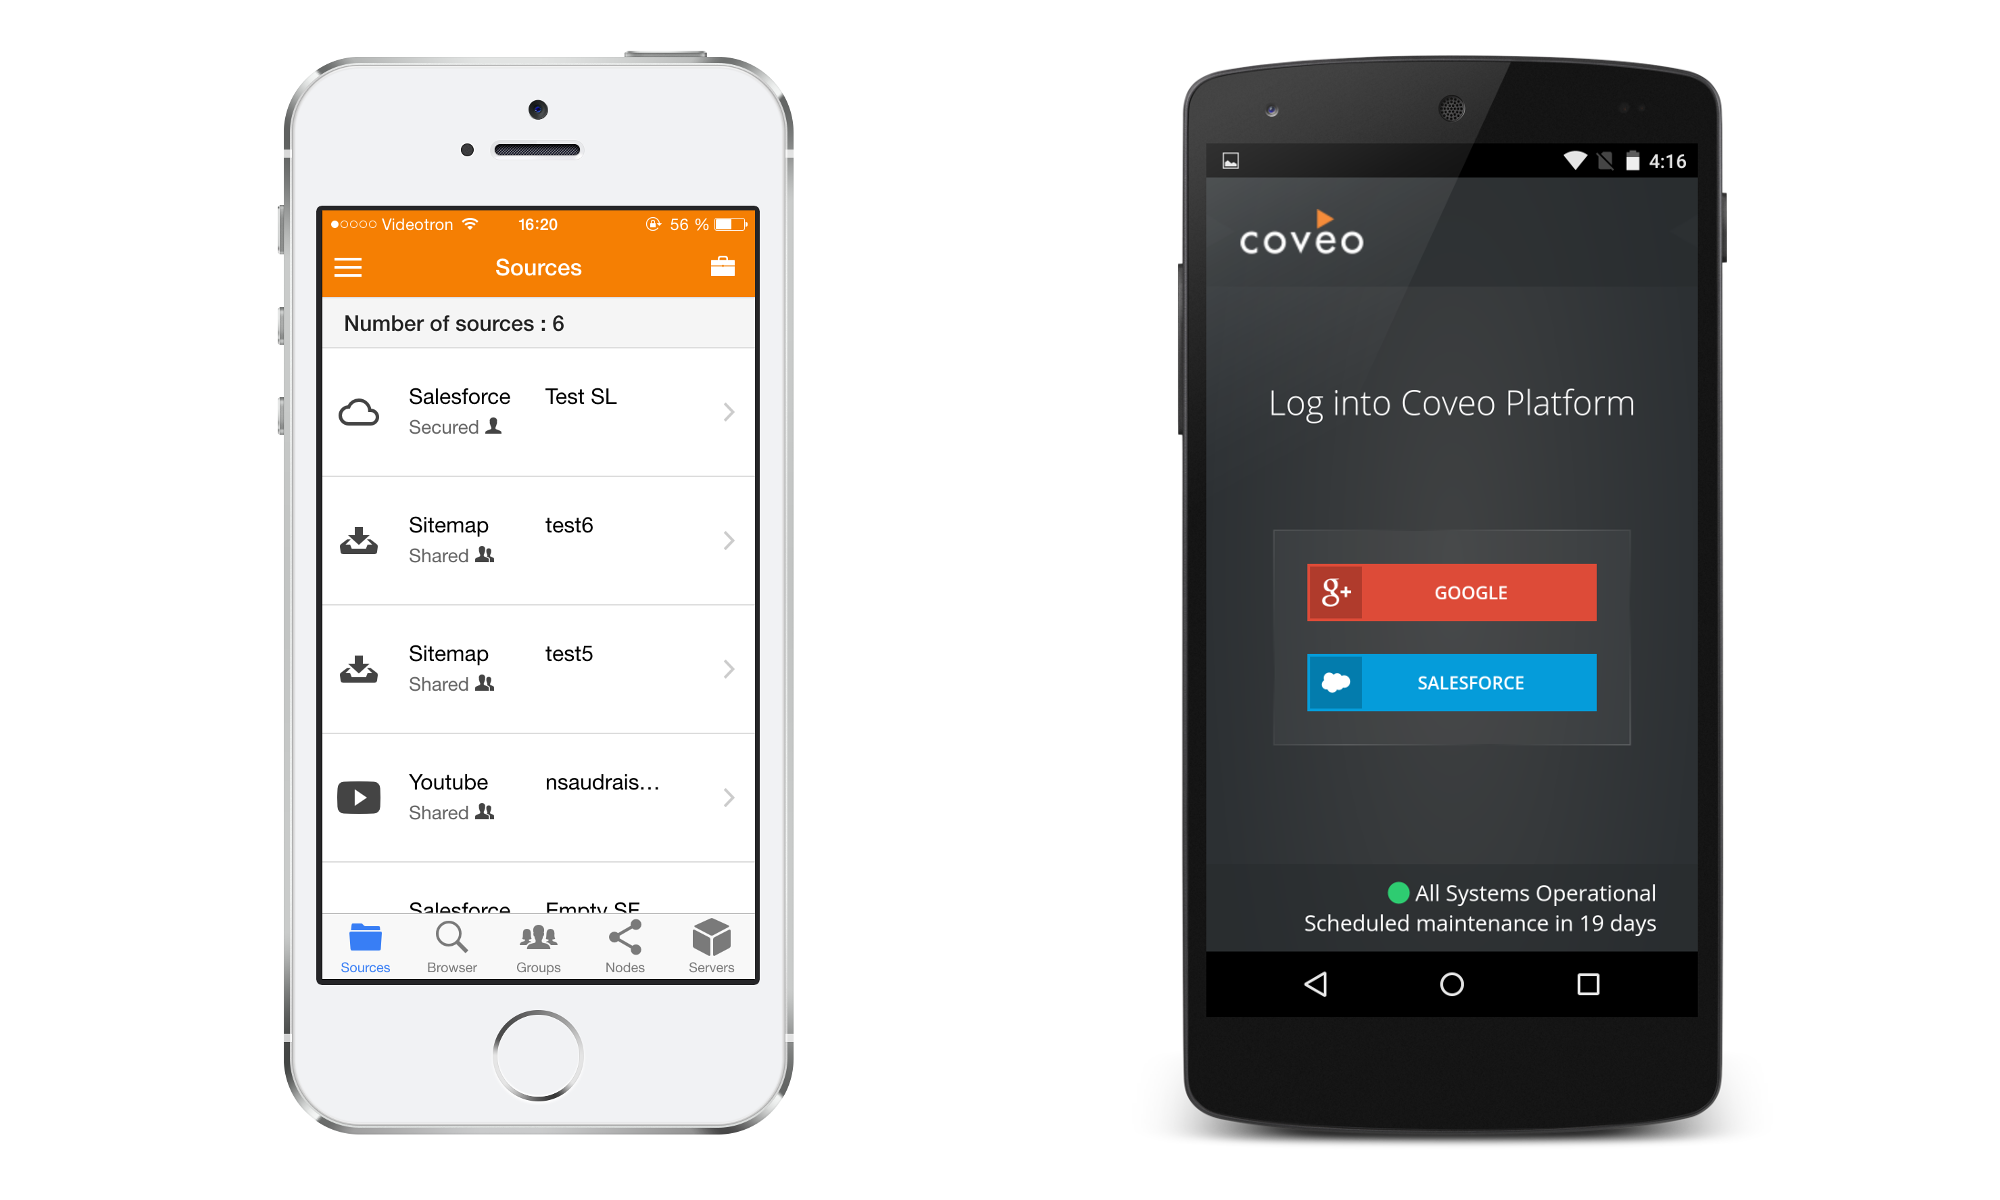 Videotron
16:20
56 %
Sources
Number of sources : 6
Salesforce Test SL
Secured
Sitemap test6
Shared
Sitemap test5
Shared
Youtube nsaudrais...
Shared
Salesforce Empty SF
Sources
Browser
Groups
Nodes
Servers
4:16
coveo
Log into Coveo Platform
g+ GOOGLE
SALESFORCE
All Systems Operational
Scheduled maintenance in 19 days